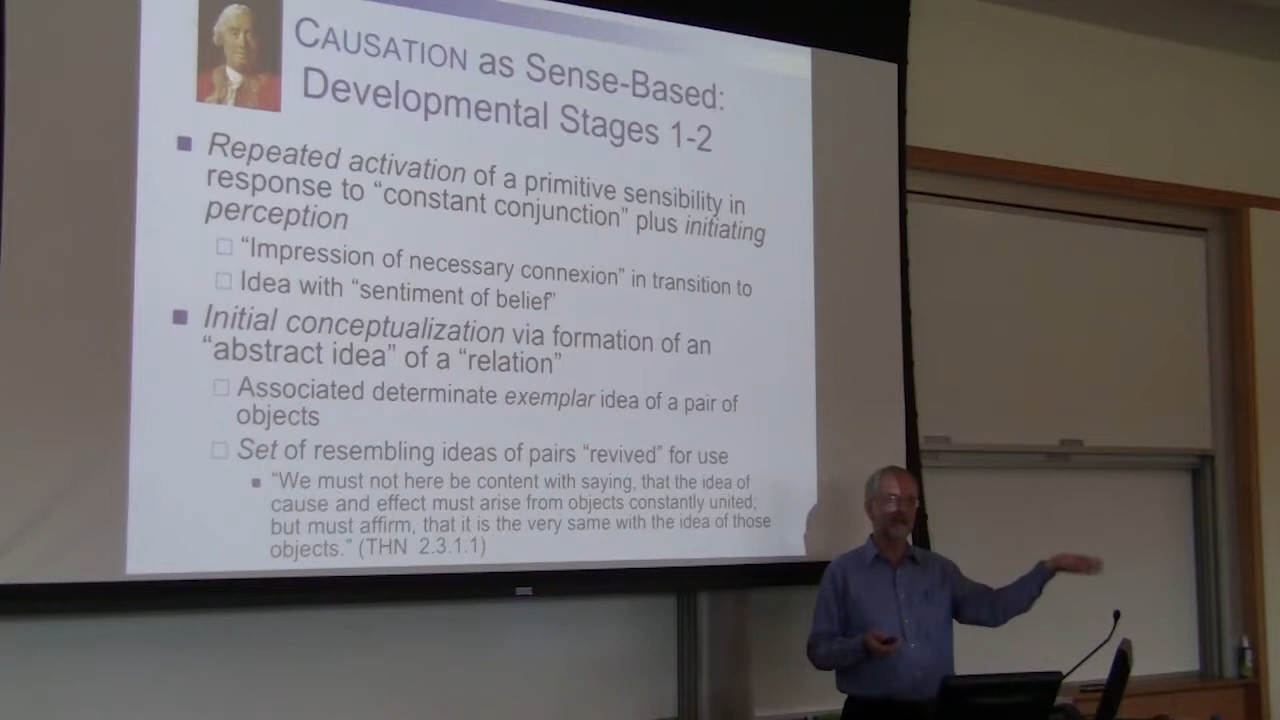 CAUSATION as Sense-Based:
Developmental Stages 1-2
Repeated activation of a primitive sensibility in
response to “constant conjunction” plus initiating
perception
“Impression of necessary connexion” in transition to
Idea with “sentiment of belief”
Initial conceptualization via formation of an
“abstract idea” of a “relation”
Associated determinate exemplar idea of a pair of
objects
Set of resembling ideas of pairs “revived” for use
“We must not here be content with saying, that the idea of
cause and effect must arise from objects constantly united;
but must affirm, that it is the very same with the idea of those
objects.” (THN 2.3.1.1)